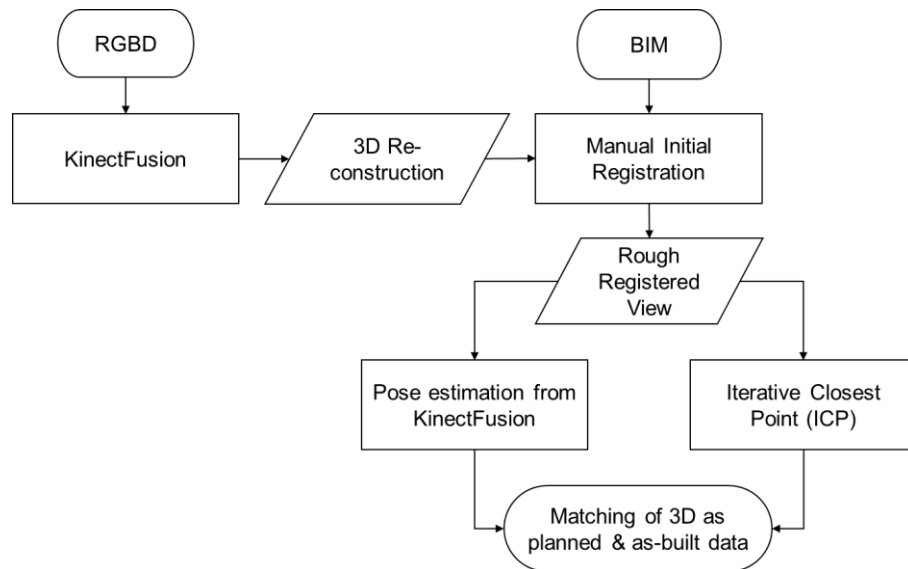 RGBD
BIM
KinectFusion
3D Re-
construction
Manual Initial
Registration
Rough
Registered
View
Pose estimation from
KinectFusion
Iterative Closest
Point (ICP)
Matching of 3D as
planned & as-built data